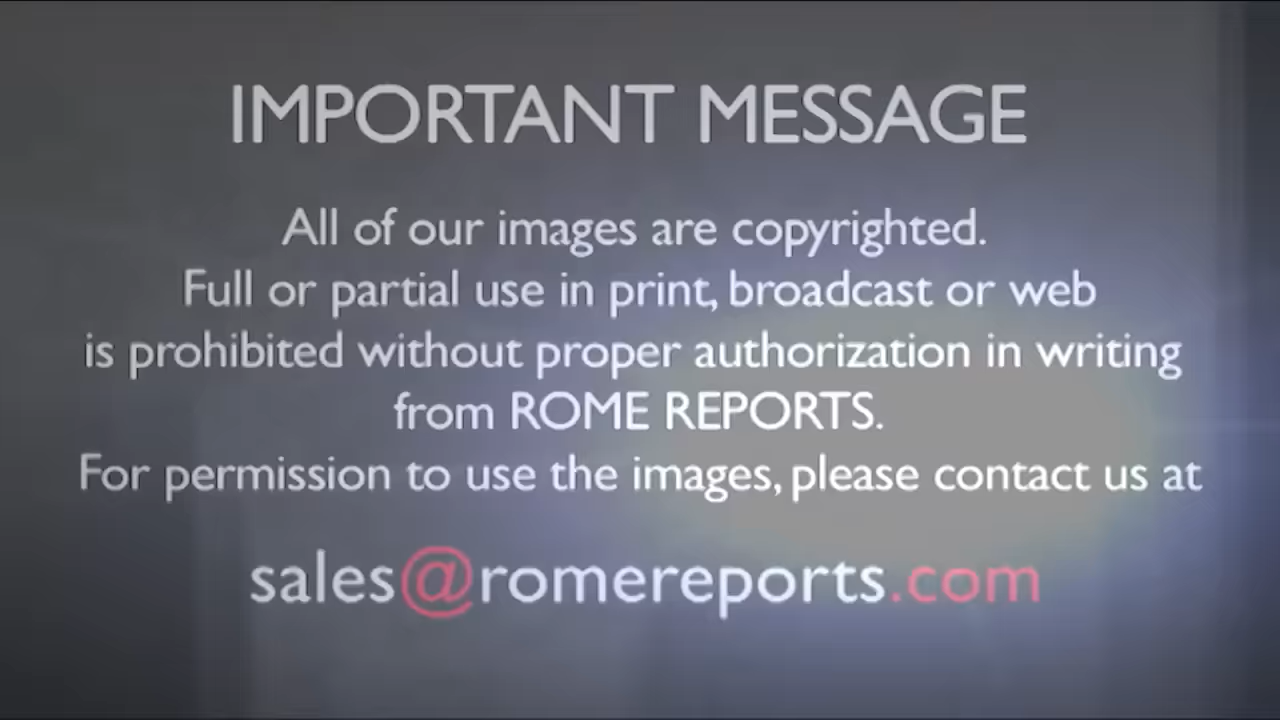 IMPORTANT MESSAGE
All of our images are copyrighted.
Full or partial use in print, broadcast or web
is prohibited without proper authorization in writing
from ROME REPORTS.
For permission to use the images, please contact us at
sales@romereports.com